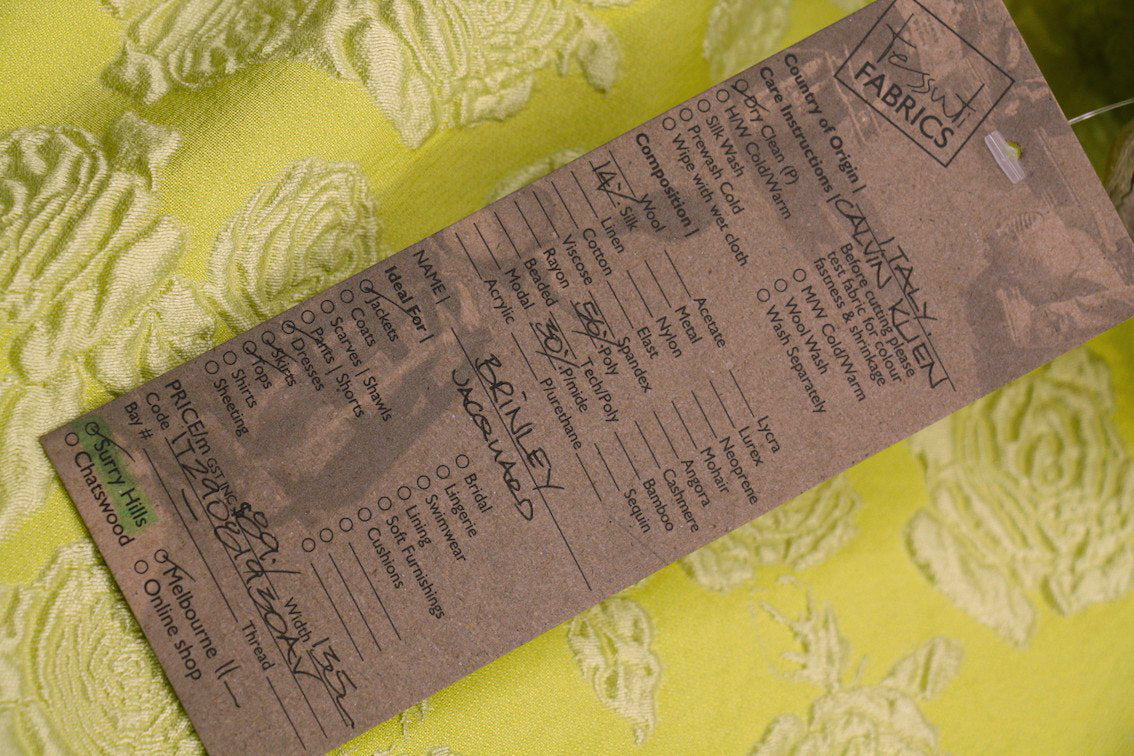 Tessuti
FABRICS
Country of Origin | ITALY
Care Instructions | CALVIN KLIEN
Dry Clean (P)
H/W Cold/Warm
Silk Wash
Prewash Cold
Wipe with wet cloth
Before cutting please
test fabric for colour
fastness & shrinkage
M/W Cold/Warm
Wool Wash
Wash Separately
Composition |
Wool
14% Silk
Linen
Cotton
Viscose
Rayon
Beaded
Modal
Acrylic
Acetate
Metal
Nylon
Elast
Spandex
56% Poly
Tech/Poly
30% P/mide
P/urethane
Lycra
Lurex
Neoprene
Mohair
Angora
Cashmere
Bamboo
Sequin
NAME | BRINLEY
JACQUARD
Ideal For |
Jackets
Coats
Scarves | Shawls
Pants | Shorts
Dresses
Skirts
Tops
Shirts
Sheeting
Bridal
Lingerie
Swimwear
Lining
Soft Furnishings
Cushions
PRICE/m GST INC. Width 135
Code
Bay # Thread
Surry Hills
Chatswood
Melbourne 11
Online shop